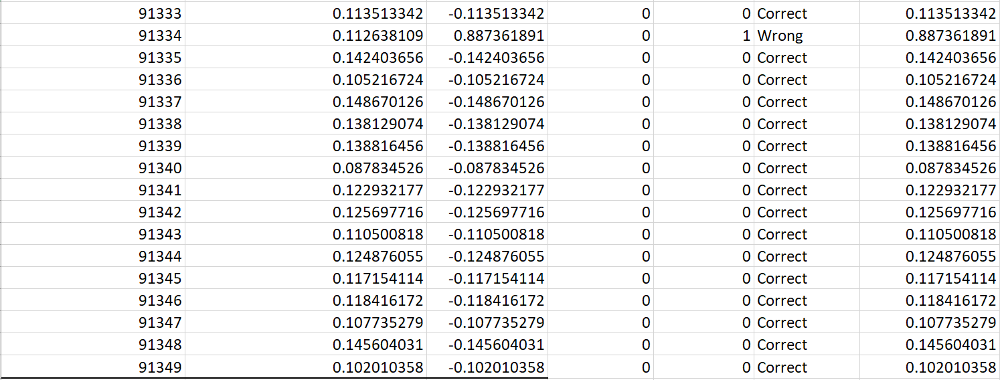 91333 0.113513342 -0.113513342 0 0 Correct 0.113513342
91334 0.112638109 0.887361891 0 1 Wrong 0.887361891
91335 0.142403656 -0.142403656 0 0 Correct 0.142403656
91336 0.105216724 -0.105216724 0 0 Correct 0.105216724
91337 0.148670126 -0.148670126 0 0 Correct 0.148670126
91338 0.138129074 -0.138129074 0 0 Correct 0.138129074
91339 0.138816456 -0.138816456 0 0 Correct 0.138816456
91340 0.087834526 -0.087834526 0 0 Correct 0.087834526
91341 0.122932177 -0.122932177 0 0 Correct 0.122932177
91342 0.125697716 -0.125697716 0 0 Correct 0.125697716
91343 0.110500818 -0.110500818 0 0 Correct 0.110500818
91344 0.124876055 -0.124876055 0 0 Correct 0.124876055
91345 0.117154114 -0.117154114 0 0 Correct 0.117154114
91346 0.118416172 -0.118416172 0 0 Correct 0.118416172
91347 0.107735279 -0.107735279 0 0 Correct 0.107735279
91348 0.145604031 -0.145604031 0 0 Correct 0.145604031
91349 0.102010358 -0.102010358 0 0 Correct 0.102010358